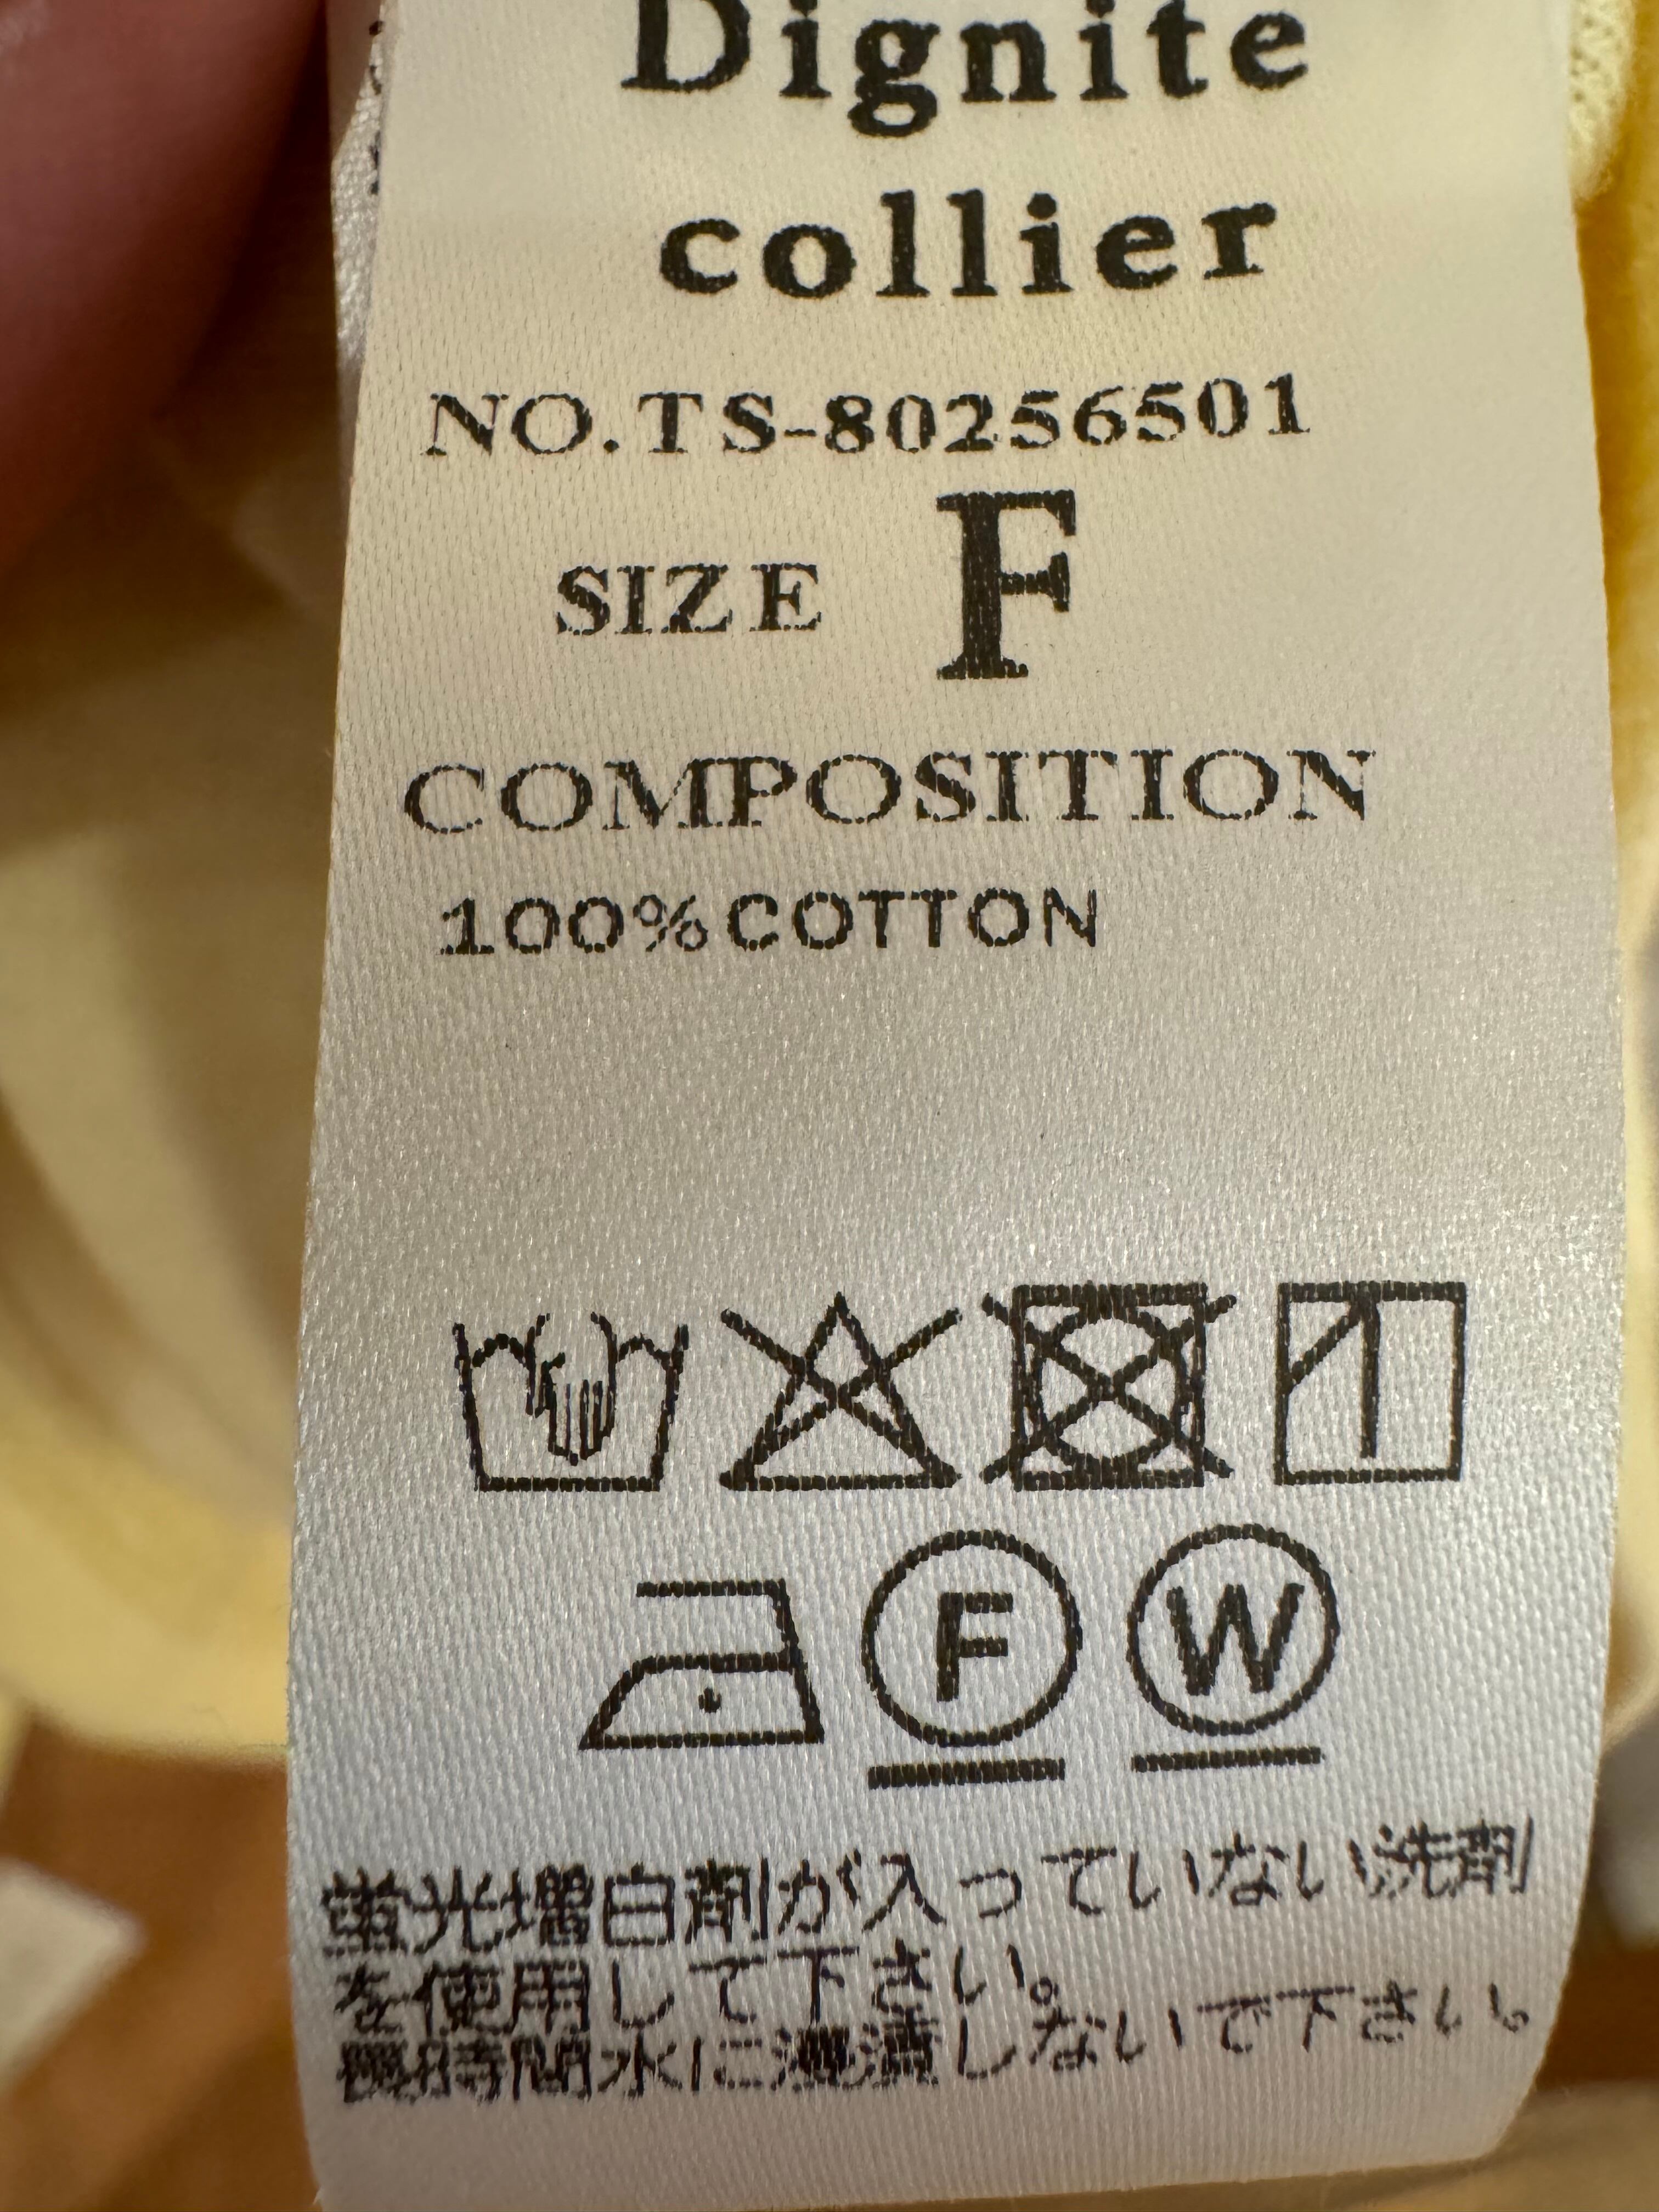 Dignite
collier
NO.TS-80256501
SIZE F
COMPOSITION
100%COTTON
F W
蛍光増白剤が入っていない洗剤
を使用して下さい。
長時間水に浸漬しないで下さい。